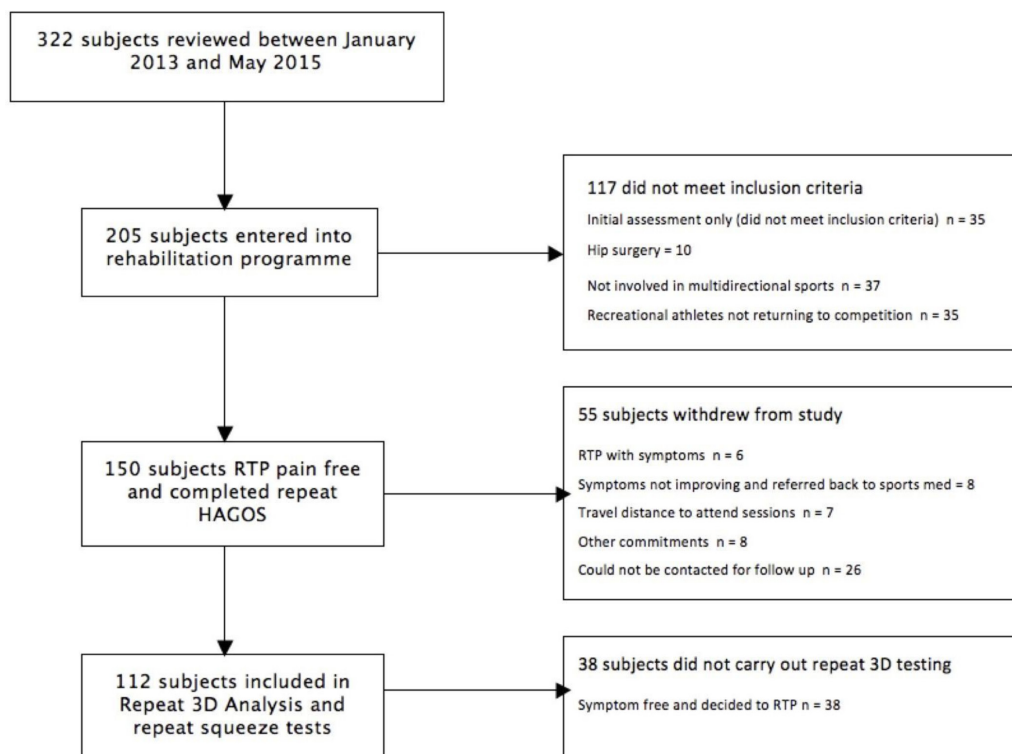 322 subjects reviewed between January
2013 and May 2015
205 subjects entered into
rehabilitation programme
117 did not meet inclusion criteria
Initial assessment only (did not meet inclusion criteria) n = 35
Hip surgery = 10
Not involved in multidirectional sports n = 37
Recreational athletes not returning to competition n = 35
150 subjects RTP pain free
and completed repeat
HAGOS
55 subjects withdrew from study
RTP with symptoms n = 6
Symptoms not improving and referred back to sports med = 8
Travel distance to attend sessions n = 7
Other commitments n = 8
Could not be contacted for follow up n = 26
112 subjects included in
Repeat 3D Analysis and
repeat squeeze tests
38 subjects did not carry out repeat 3D testing
Symptom free and decided to RTP n = 38